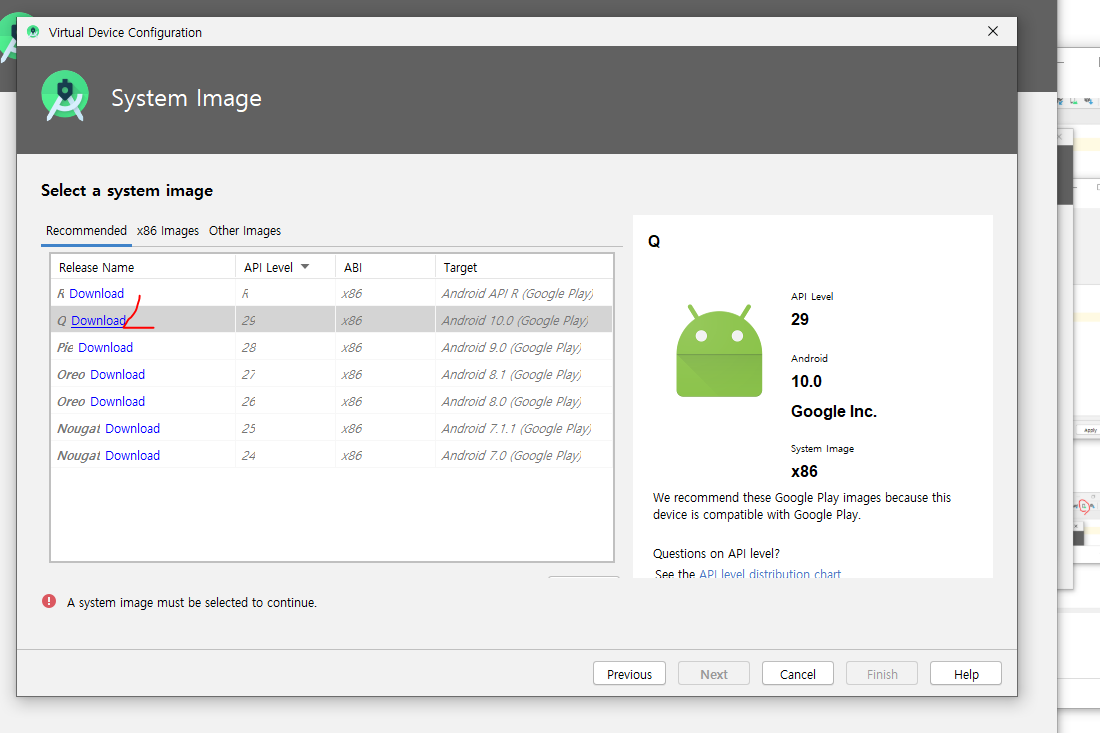 Virtual Device Configuration
System Image
Select a system image
Recommended x86 Images Other Images
Release Name API Level ABI Target
R Download R x86 Android API R (Google Play)
Q Download 29 x86 Android 10.0 (Google Play)
Pie Download 28 x86 Android 9.0 (Google Play)
Oreo Download 27 x86 Android 8.1 (Google Play)
Oreo Download 26 x86 Android 8.0 (Google Play)
Nougat Download 25 x86 Android 7.1.1 (Google Play)
Nougat Download 24 x86 Android 7.0 (Google Play)
Q
API Level
29
Android
10.0
Google Inc.
System Image
x86
We recommend these Google Play images because this
device is compatible with Google Play.
Questions on API level?
See the API level distribution chart
A system image must be selected to continue.
Previous Next Cancel Finish Help
Apply